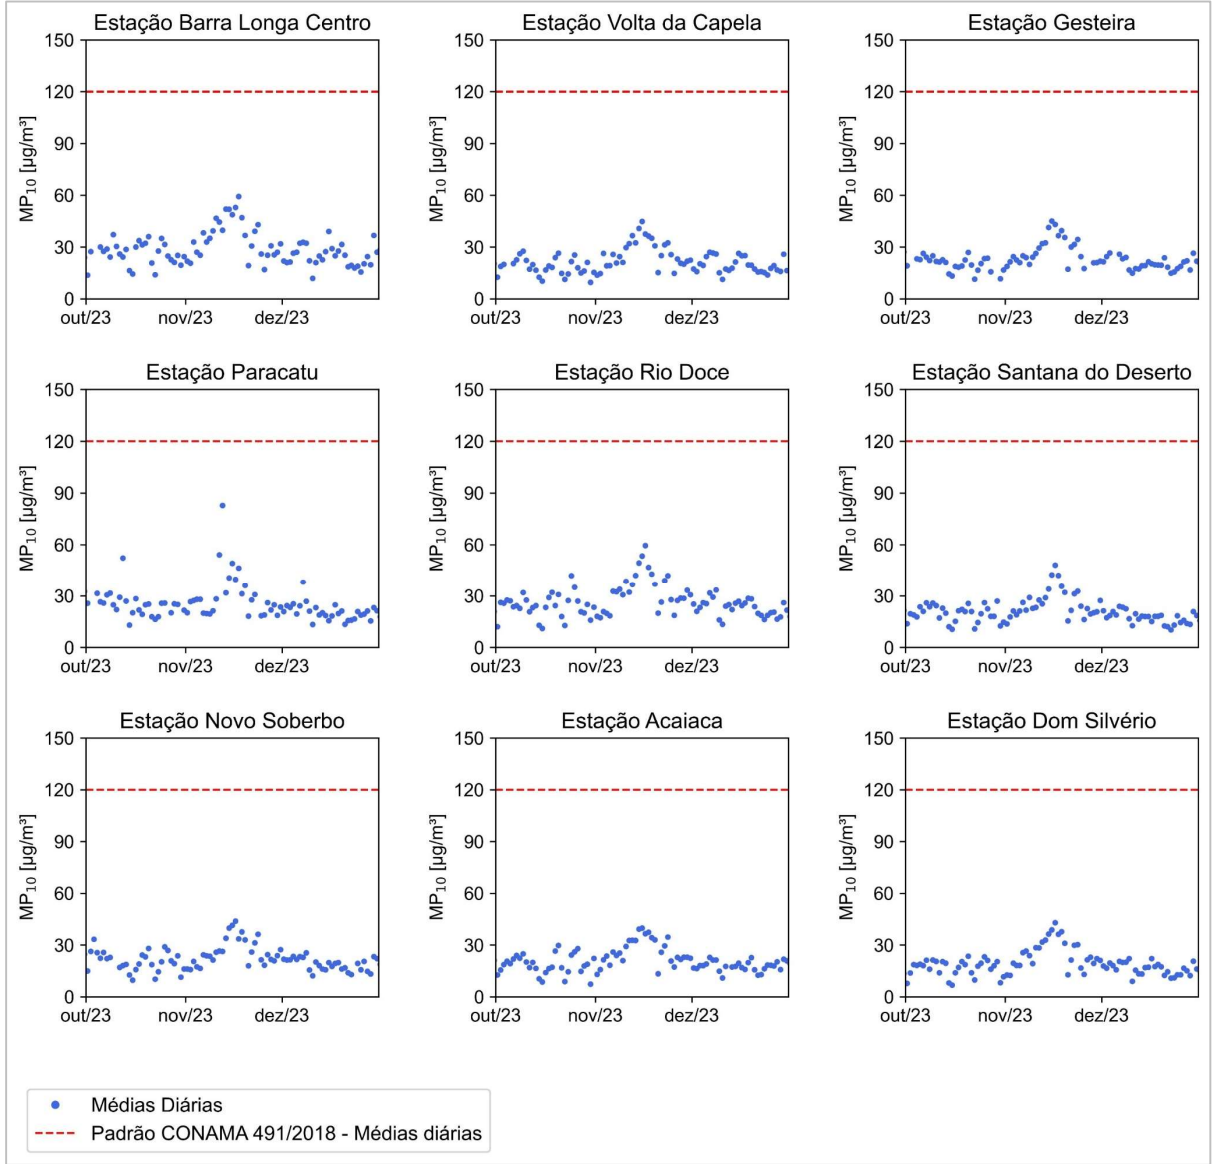 Estação Barra Longa Centro
Estação Volta da Capela
Estação Gesteira
150
120
90
60
30
0
MP₁₀ [µg/m³]
out/23
nov/23
dez/23
150
120
90
60
30
0
MP₁₀ [µg/m³]
out/23
nov/23
dez/23
150
120
90
60
30
0
MP₁₀ [µg/m³]
out/23
nov/23
dez/23
Estação Paracatu
Estação Rio Doce
Estação Santana do Deserto
150
120
90
60
30
0
MP₁₀ [µg/m³]
out/23
nov/23
dez/23
150
120
90
60
30
0
MP₁₀ [µg/m³]
out/23
nov/23
dez/23
150
120
90
60
30
0
MP₁₀ [µg/m³]
out/23
nov/23
dez/23
Estação Novo Soberbo
Estação Acaiaca
Estação Dom Silvério
150
120
90
60
30
0
MP₁₀ [µg/m³]
out/23
nov/23
dez/23
150
120
90
60
30
0
MP₁₀ [µg/m³]
out/23
nov/23
dez/23
150
120
90
60
30
0
MP₁₀ [µg/m³]
out/23
nov/23
dez/23
Médias Diárias
Padrão CONAMA 491/2018 - Médias diárias